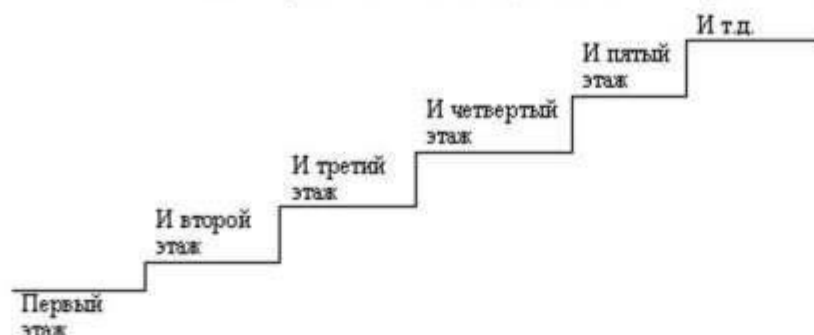 И т.д.
И пятый
этаж
И четвертый
этаж
И третий
этаж
И второй
этаж
Первый
этаж